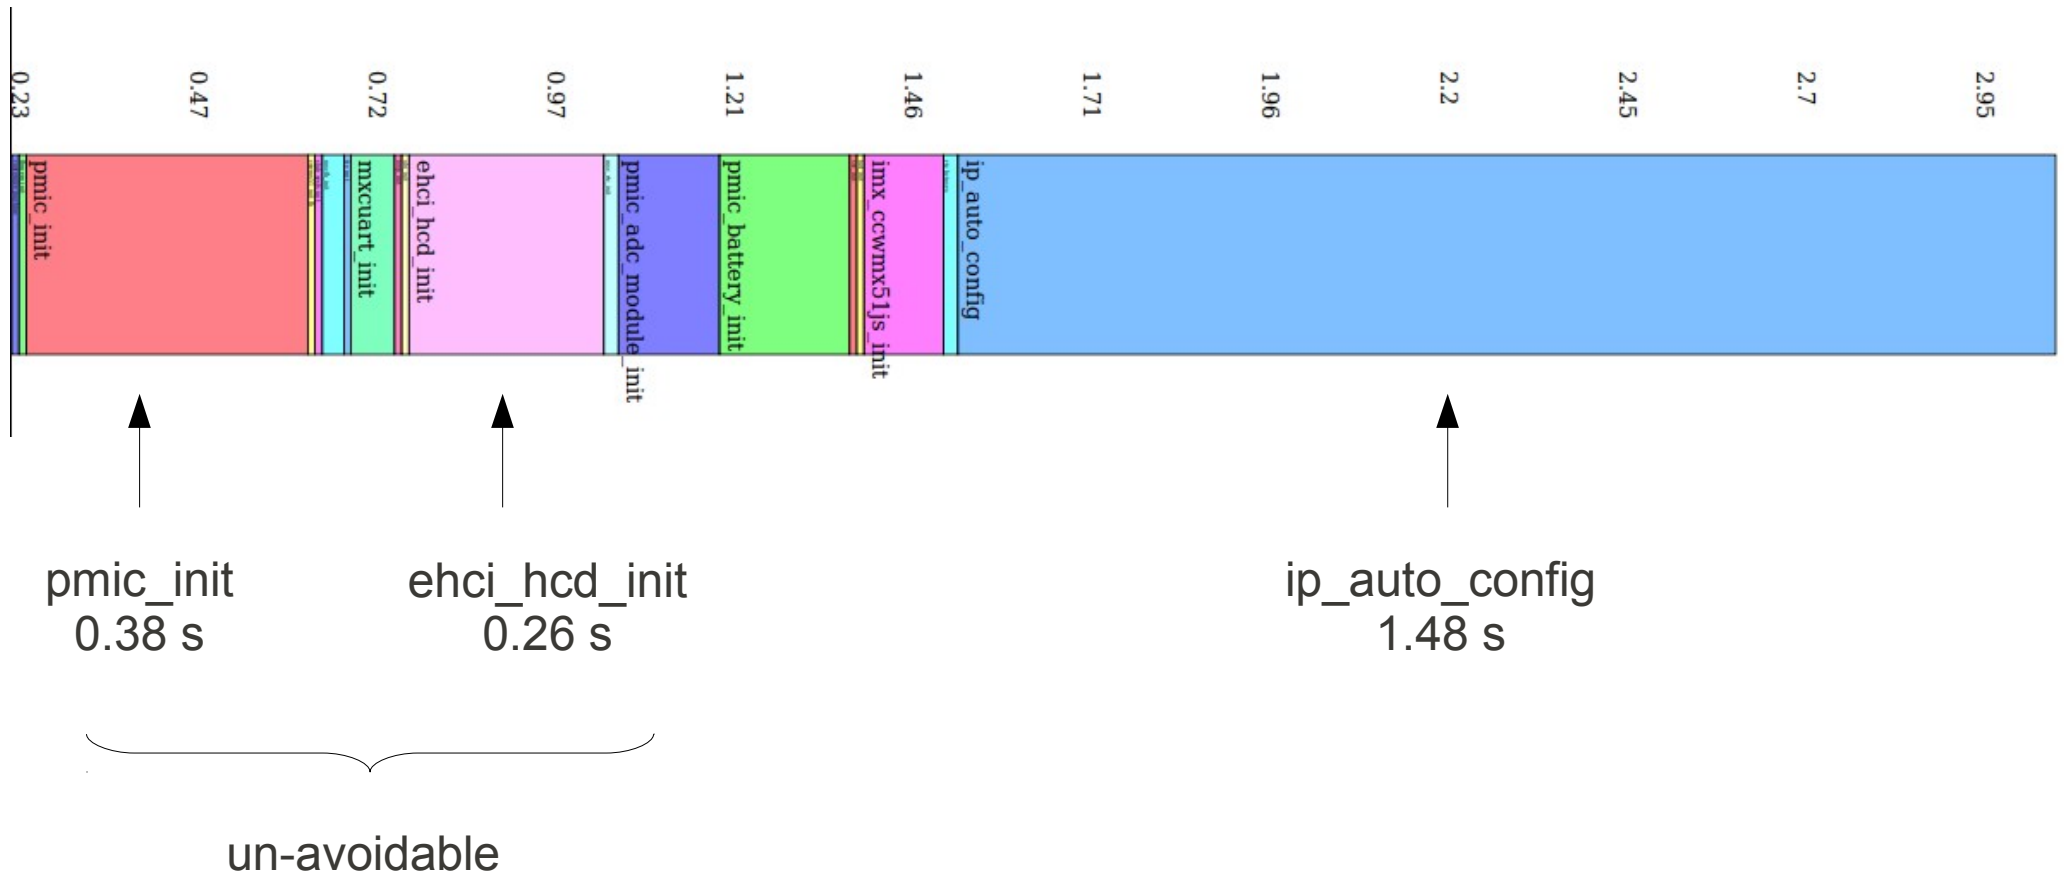 0.23
0.47
0.72
0.97
1.21
1.46
1.71
1.96
2.2
2.45
2.7
2.95
pmic_init
mxcuart_init
ehci_hcd_init
pmic_adc_module_init
pmic_battery_init
imx_ccwmx51js_init
ip_auto_config
pmic_init
0.38 s
ehci_hcd_init
0.26 s
ip_auto_config
1.48 s
un-avoidable